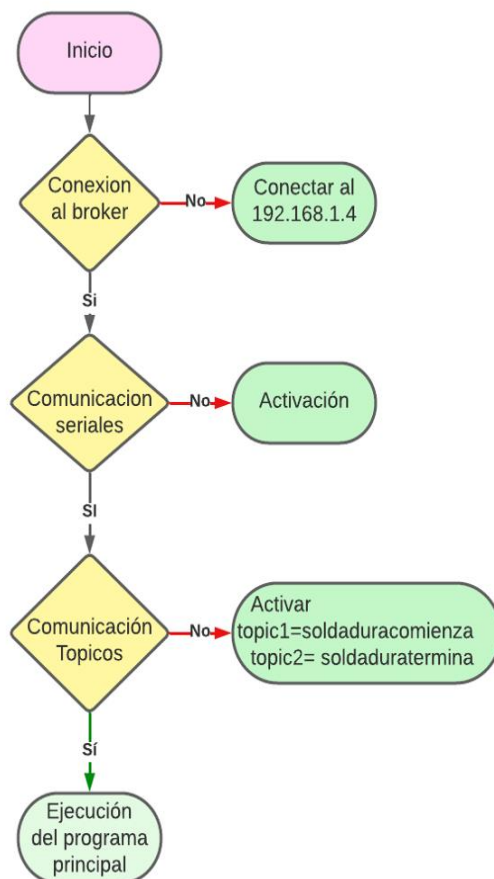 Inicio
Conexion
al broker
No
Conectar al
192.168.1.4
Si
Comunicacion
seriales
No
Activación
SI
Comunicación
Topicos
No
Activar
topic1=soldaduracomienza
topic2= soldaduratermina
Sí
Ejecución
del programa
principal